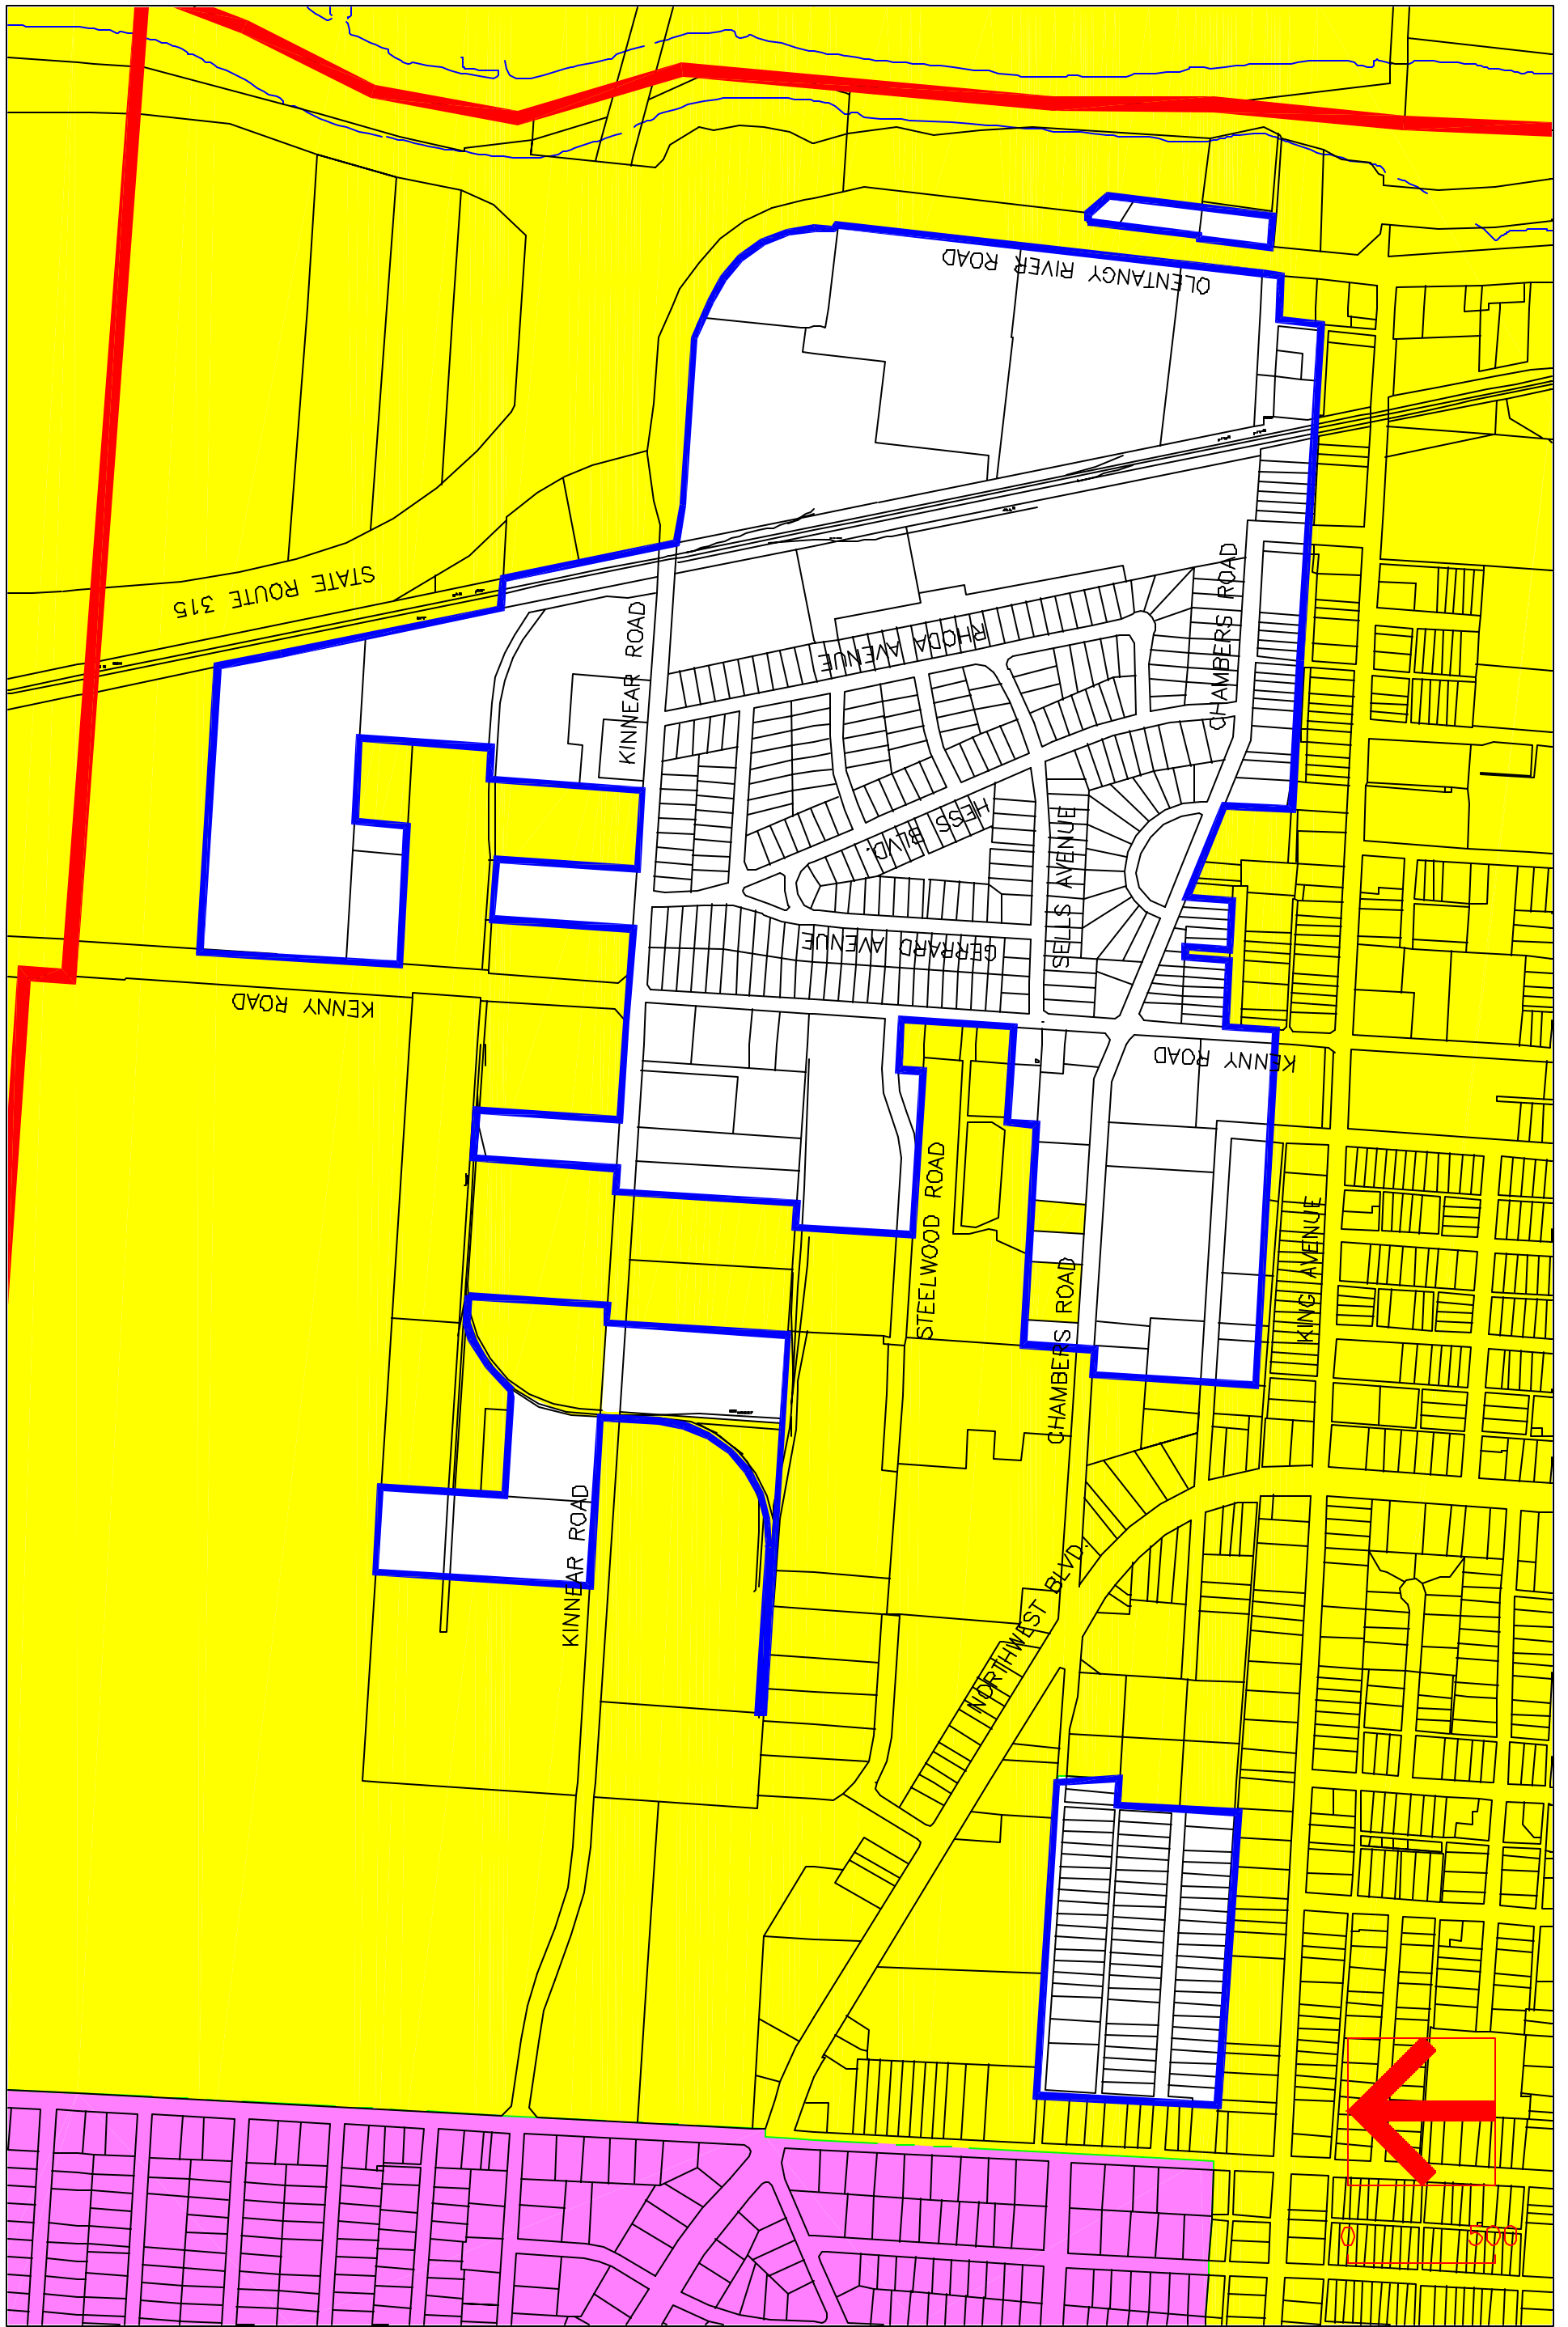 OLENTANGY RIVER ROAD
STATE ROUTE 315
KINNEAR ROAD
RHODA AVENUE
CHAMBERS ROAD
HESS BLVD.
SELLS AVENUE
GERRARD AVENUE
KENNY ROAD
KENNY ROAD
STEELWOOD ROAD
KING AVENUE
CHAMBERS ROAD
KINNEAR ROAD
NORTHWEST BLVD.
0 500